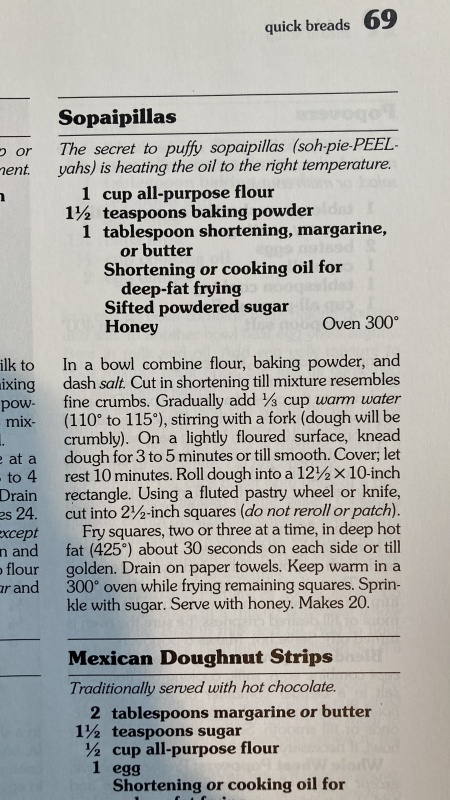 quick breads 69
p or
ment.
n
ilk to
ixing
pow-
mix-
l.
e at a
s to 4
Drain
es 24.
except
n and
o flour
ar and
Sopaipillas
The secret to puffy sopaipillas (soh-pie-PEEL-
yahs) is heating the oil to the right temperature.
1 cup all-purpose flour
1½ teaspoons baking powder
1 tablespoon shortening, margarine,
or butter
Shortening or cooking oil for
deep-fat frying
Sifted powdered sugar
Honey Oven 300°
In a bowl combine flour, baking powder, and
dash salt. Cut in shortening till mixture resembles
fine crumbs. Gradually add ⅓ cup warm water
(110° to 115°), stirring with a fork (dough will be
crumbly). On a lightly floured surface, knead
dough for 3 to 5 minutes or till smooth. Cover; let
rest 10 minutes. Roll dough into a 12½ × 10-inch
rectangle. Using a fluted pastry wheel or knife,
cut into 2½-inch squares (do not reroll or patch).
Fry squares, two or three at a time, in deep hot
fat (425°) about 30 seconds on each side or till
golden. Drain on paper towels. Keep warm in a
300° oven while frying remaining squares. Sprin-
kle with sugar. Serve with honey. Makes 20.
Mexican Doughnut Strips
Traditionally served with hot chocolate.
2 tablespoons margarine or butter
1½ teaspoons sugar
½ cup all-purpose flour
1 egg
Shortening or cooking oil for